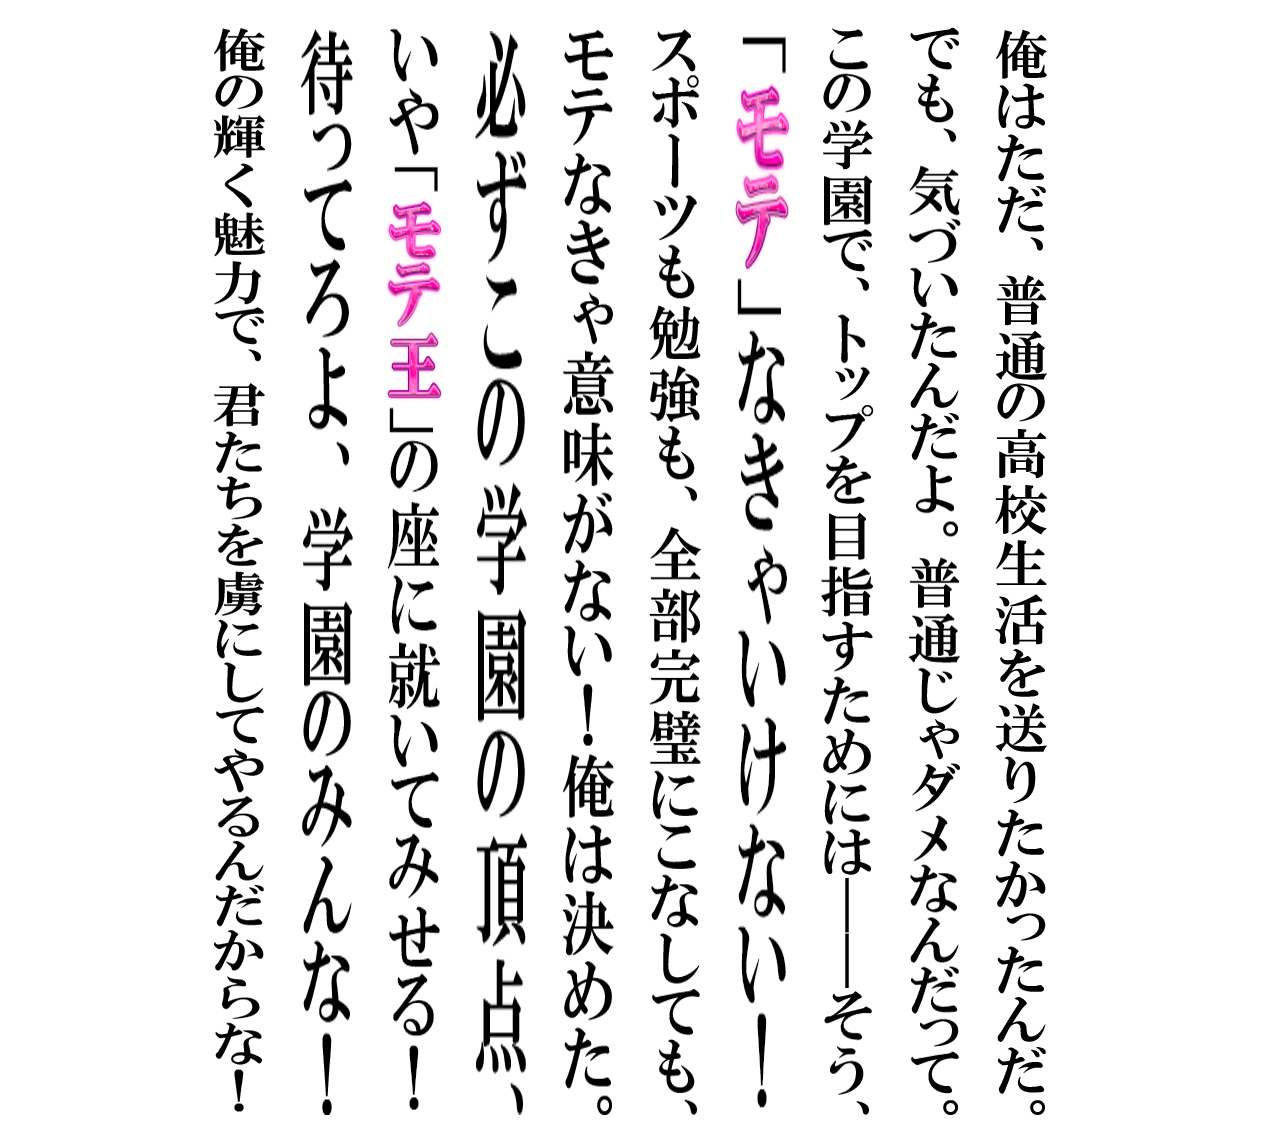 俺はただ、普通の高校生活を送りたかったんだ。
でも、気づいたんだよ。普通じゃダメなんだって。
この学園で、トップを目指すためには――そう、
「モテ」なきゃいけない！
スポーツも勉強も、全部完璧にこなしても、
モテなきゃ意味がない！俺は決めた。
必ずこの学園の頂点、
いや「モテ王」の座に就いてみせる！
待ってろよ、学園のみんな！
俺の輝く魅力で、君たちを虜にしてやるんだからな！